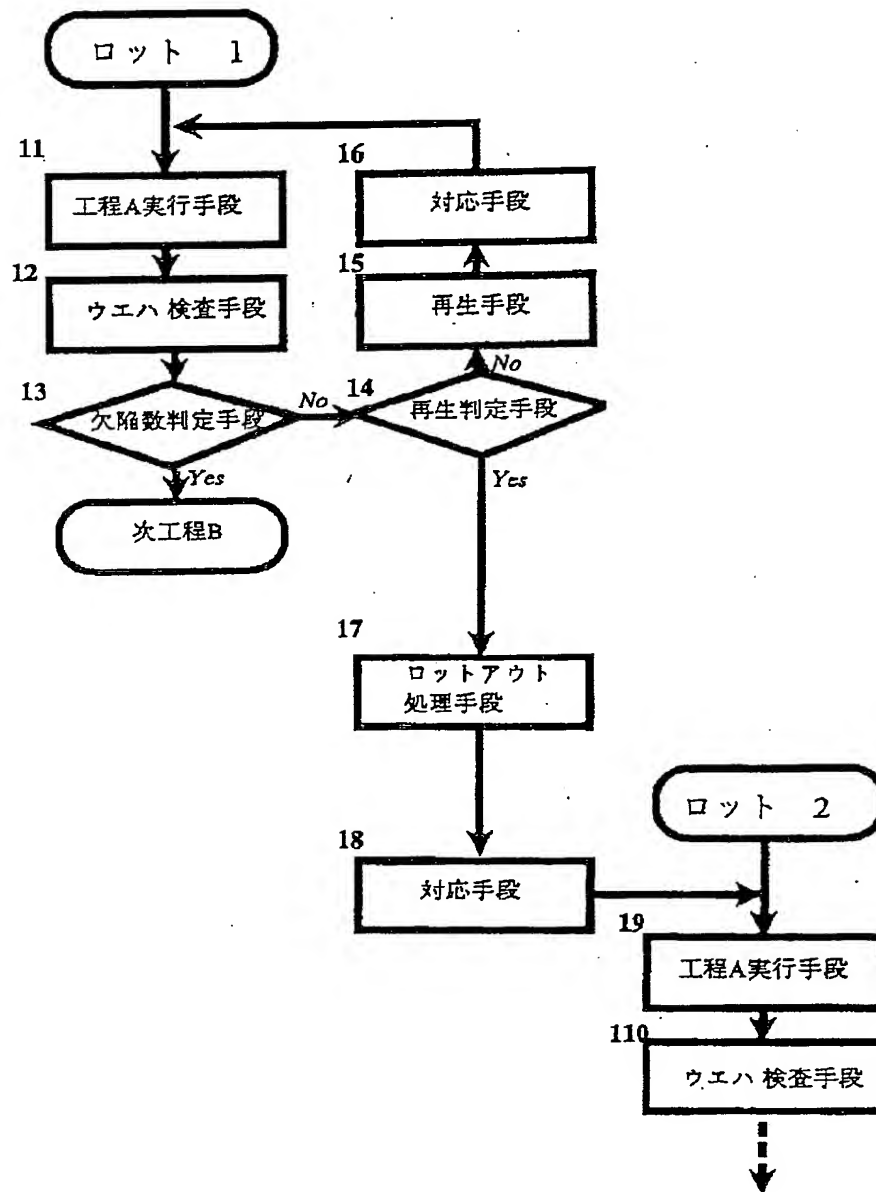 ロット 1
11
工程A実行手段
12
ウエハ 検査手段
13
欠陥数判定手段
No
Yes
次工程B
16
対応手段
15
再生手段
No
14
再生判定手段
Yes
17
ロットアウト
処理手段
18
対応手段
ロット 2
19
工程A実行手段
110
ウエハ 検査手段